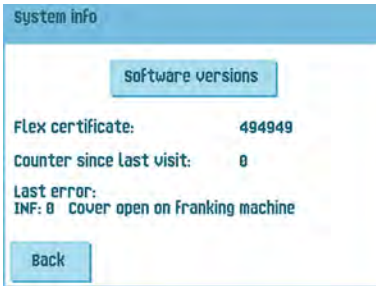 System info
Software versions
Flex certificate: 494949
Counter since last visit: 0
Last error:
INF: 0 Cover open on Franking machine
Back